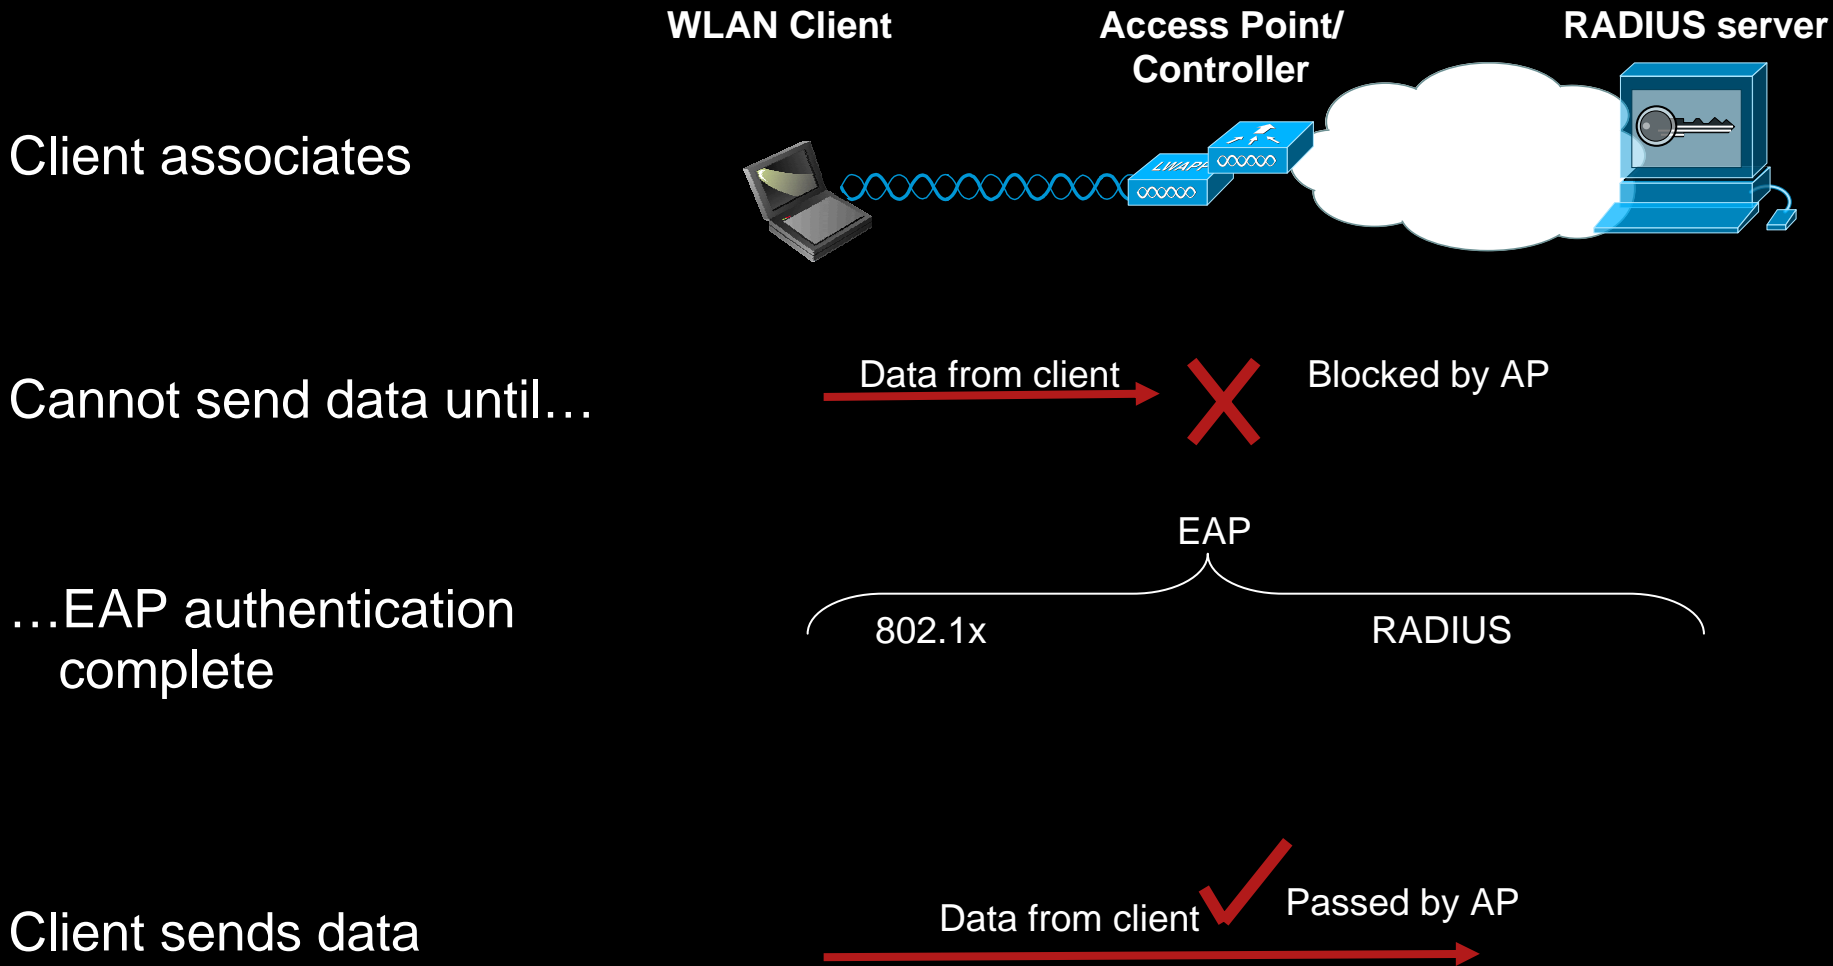 WLAN Client
Access Point/
Controller
RADIUS server
Client associates
LWAPP
Cannot send data until…
Data from client
Blocked by AP
EAP
…EAP authentication
complete
802.1x
RADIUS
Client sends data
Data from client
Passed by AP